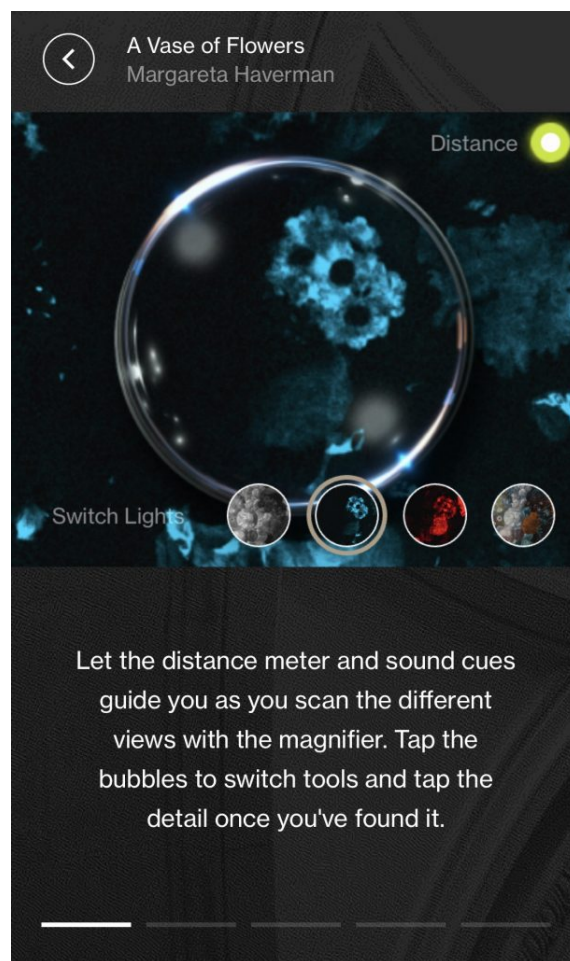 A Vase of Flowers
Margareta Haverman
Distance
Switch Lights
Let the distance meter and sound cues
guide you as you scan the different
views with the magnifier. Tap the
bubbles to switch tools and tap the
detail once you've found it.